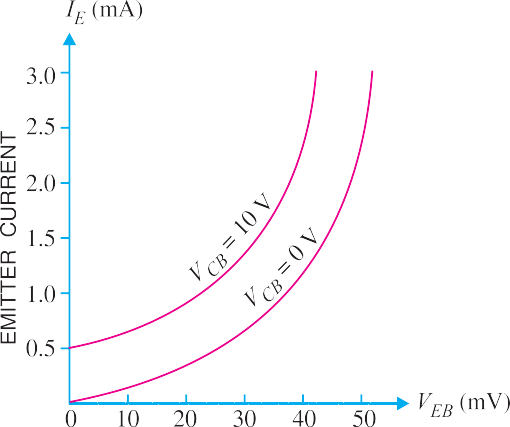 I_E (mA)
3.0
2.5
2.0
1.5
1.0
0.5
EMITTER CURRENT
V_CB = 10 V
V_CB = 0 V
0 10 20 30 40 50
V_EB (mV)